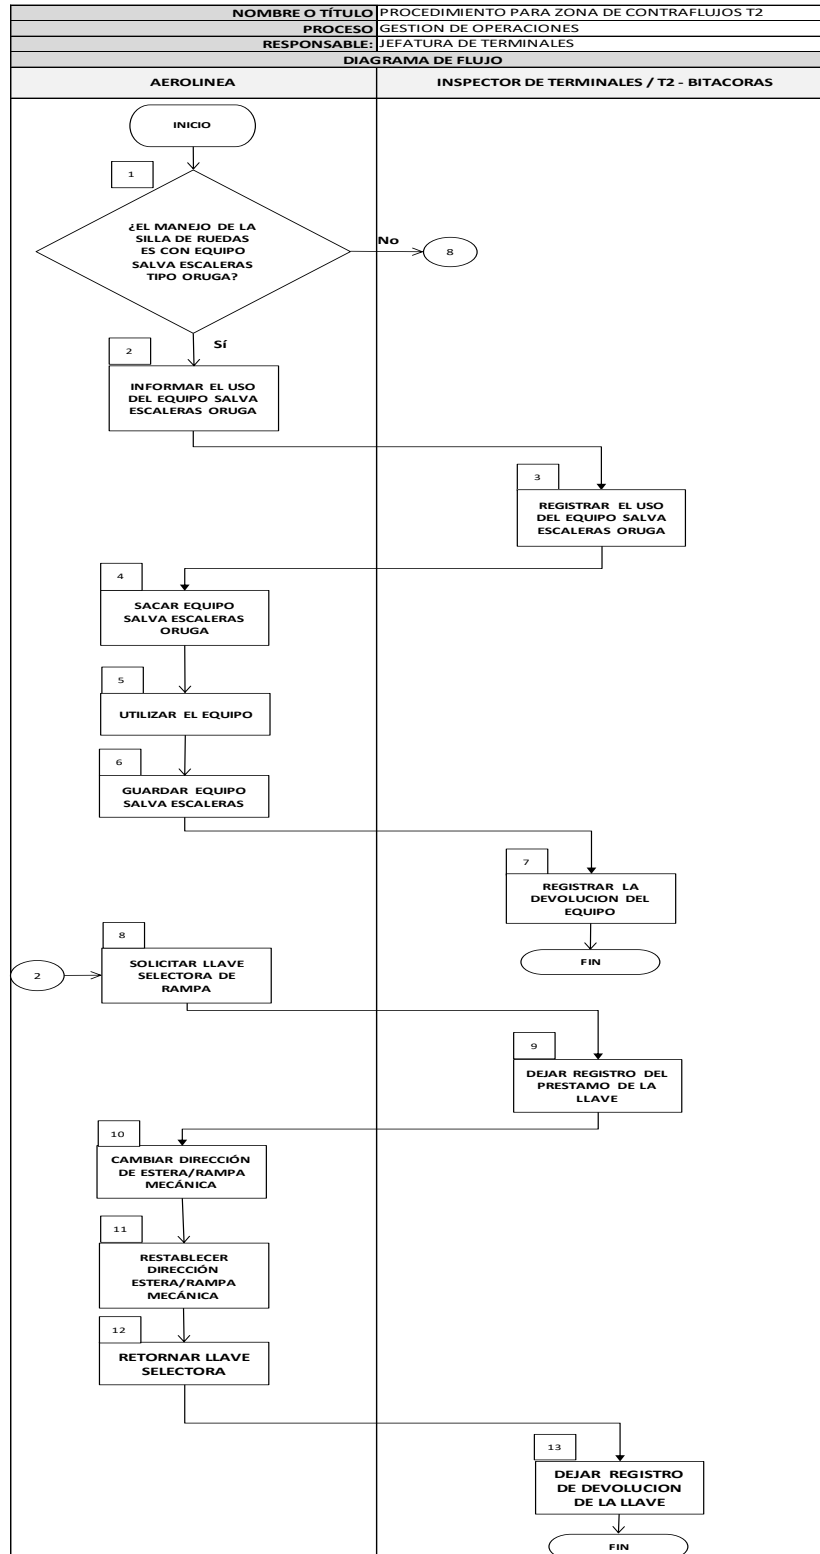 NOMBRE O TÍTULO PROCEDIMIENTO PARA ZONA DE CONTRAFLUJOS T2
PROCESO GESTION DE OPERACIONES
RESPONSABLE: JEFATURA DE TERMINALES
DIAGRAMA DE FLUJO
AEROLINEA
INSPECTOR DE TERMINALES / T2 - BITACORAS
INICIO
1
¿EL MANEJO DE LA
SILLA DE RUEDAS
ES CON EQUIPO
SALVA ESCALERAS
TIPO ORUGA?
No
8
Sí
2
INFORMAR EL USO
DEL EQUIPO SALVA
ESCALERAS ORUGA
3
REGISTRAR EL USO
DEL EQUIPO SALVA
ESCALERAS ORUGA
4
SACAR EQUIPO
SALVA ESCALERAS
ORUGA
5
UTILIZAR EL EQUIPO
6
GUARDAR EQUIPO
SALVA ESCALERAS
7
REGISTRAR LA
DEVOLUCION DEL
EQUIPO
FIN
8
2
SOLICITAR LLAVE
SELECTORA DE
RAMPA
9
DEJAR REGISTRO DEL
PRESTAMO DE LA
LLAVE
10
CAMBIAR DIRECCIÓN
DE ESTERA/RAMPA
MECÁNICA
11
RESTABLECER
DIRECCIÓN
ESTERA/RAMPA
MECÁNICA
12
RETORNAR LLAVE
SELECTORA
13
DEJAR REGISTRO
DE DEVOLUCION
DE LA LLAVE
FIN